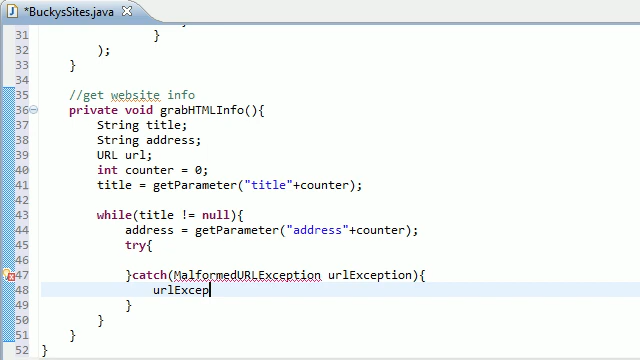 *BuckysSites.java
31 }
32 );
33 }
34
35 //get website info
36 private void grabHTMLInfo(){
37 String title;
38 String address;
39 URL url;
40 int counter = 0;
41 title = getParameter("title"+counter);
42
43 while(title != null){
44 address = getParameter("address"+counter);
45 try{
46
47 }catch(MalformedURLException urlException){
48 urlExcep
49 }
50 }
51 }
52 }